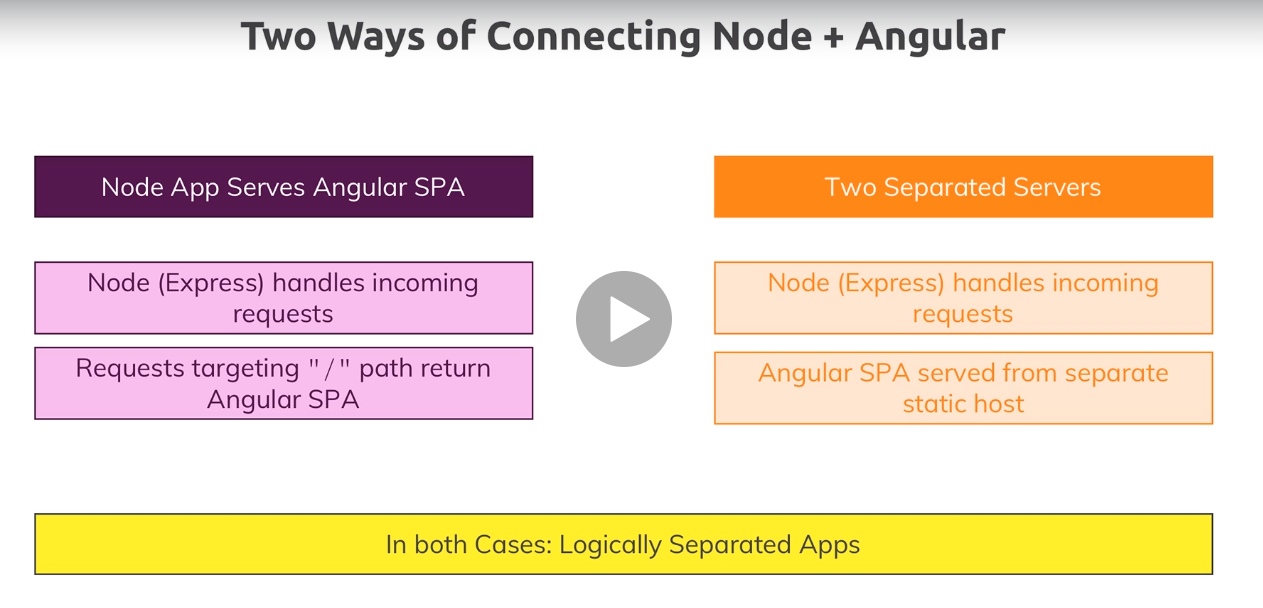 Two Ways of Connecting Node + Angular
Node App Serves Angular SPA
Node (Express) handles incoming
requests
Requests targeting "/" path return
Angular SPA
Two Separated Servers
Node (Express) handles incoming
requests
Angular SPA served from separate
static host
In both Cases: Logically Separated Apps